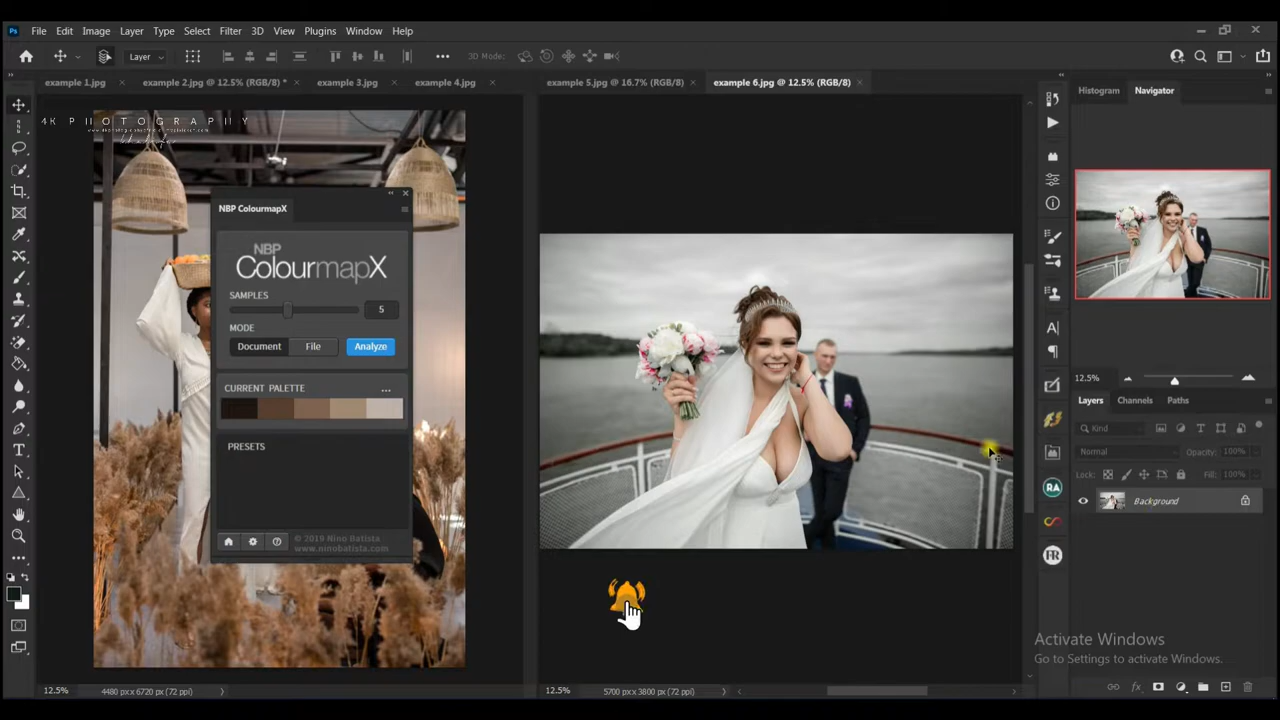 Ps File Edit Image Layer Type Select Filter 3D View Plugins Window Help
Layer 3D Mode:
example 1.jpg example 2.jpg @ 12.5% (RGB/8) * example 3.jpg example 4.jpg example 5.jpg @ 16.7% (RGB/8) example 6.jpg @ 12.5% (RGB/8)
Histogram Navigator
4K PHOTOGRAPHY
NBP ColourmapX
NBP
ColourmapX
SAMPLES
5
MODE
Document File Analyze
CURRENT PALETTE
PRESETS
© 2019 Nino Batista
www.ninobatista.com
12.5%
Layers Channels Paths
Kind
Normal Opacity: 100%
Lock: Fill: 100%
Background
RA
FR
Activate Windows
Go to Settings to activate Windows.
12.5% 4480 px x 6720 px (72 ppi) 12.5% 5700 px x 3800 px (72 ppi)